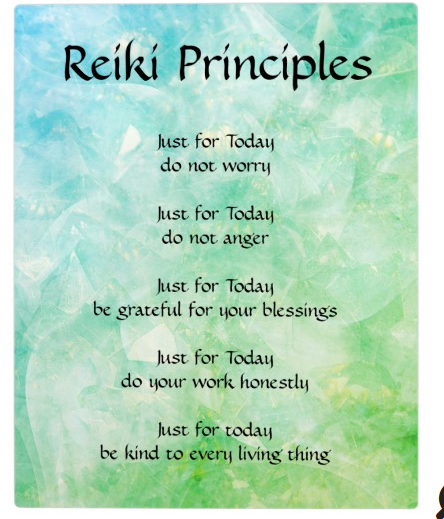 Reiki Principles
Just for Today
do not worry
Just for Today
do not anger
Just for Today
be grateful for your blessings
Just for Today
do your work honestly
Just for today
be kind to every living thing